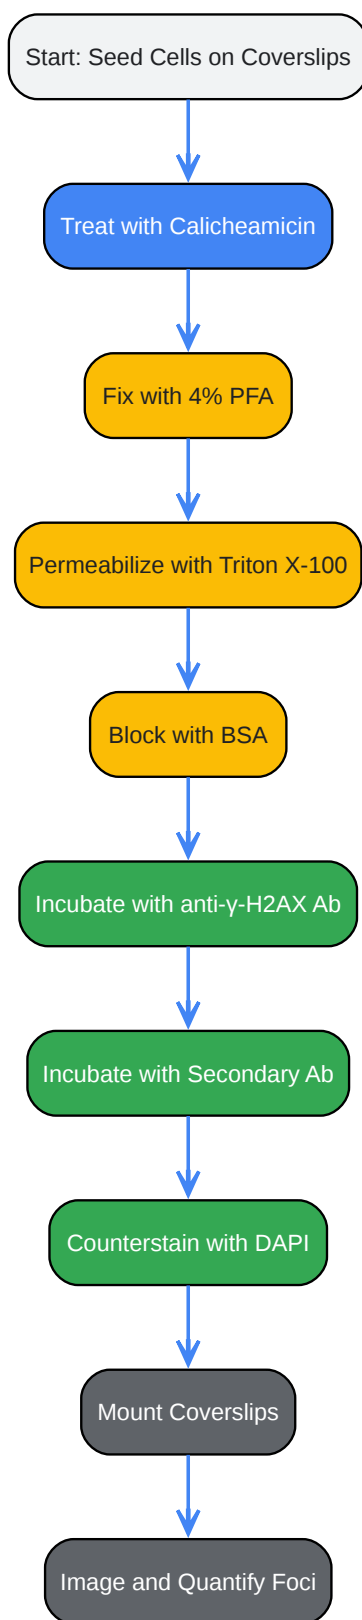 Start: Seed Cells on Coverslips
Treat with Calicheamicin
Fix with 4% PFA
Permeabilize with Triton X-100
Block with BSA
Incubate with anti-γ-H2AX Ab
Incubate with Secondary Ab
Counterstain with DAPI
Mount Coverslips
Image and Quantify Foci